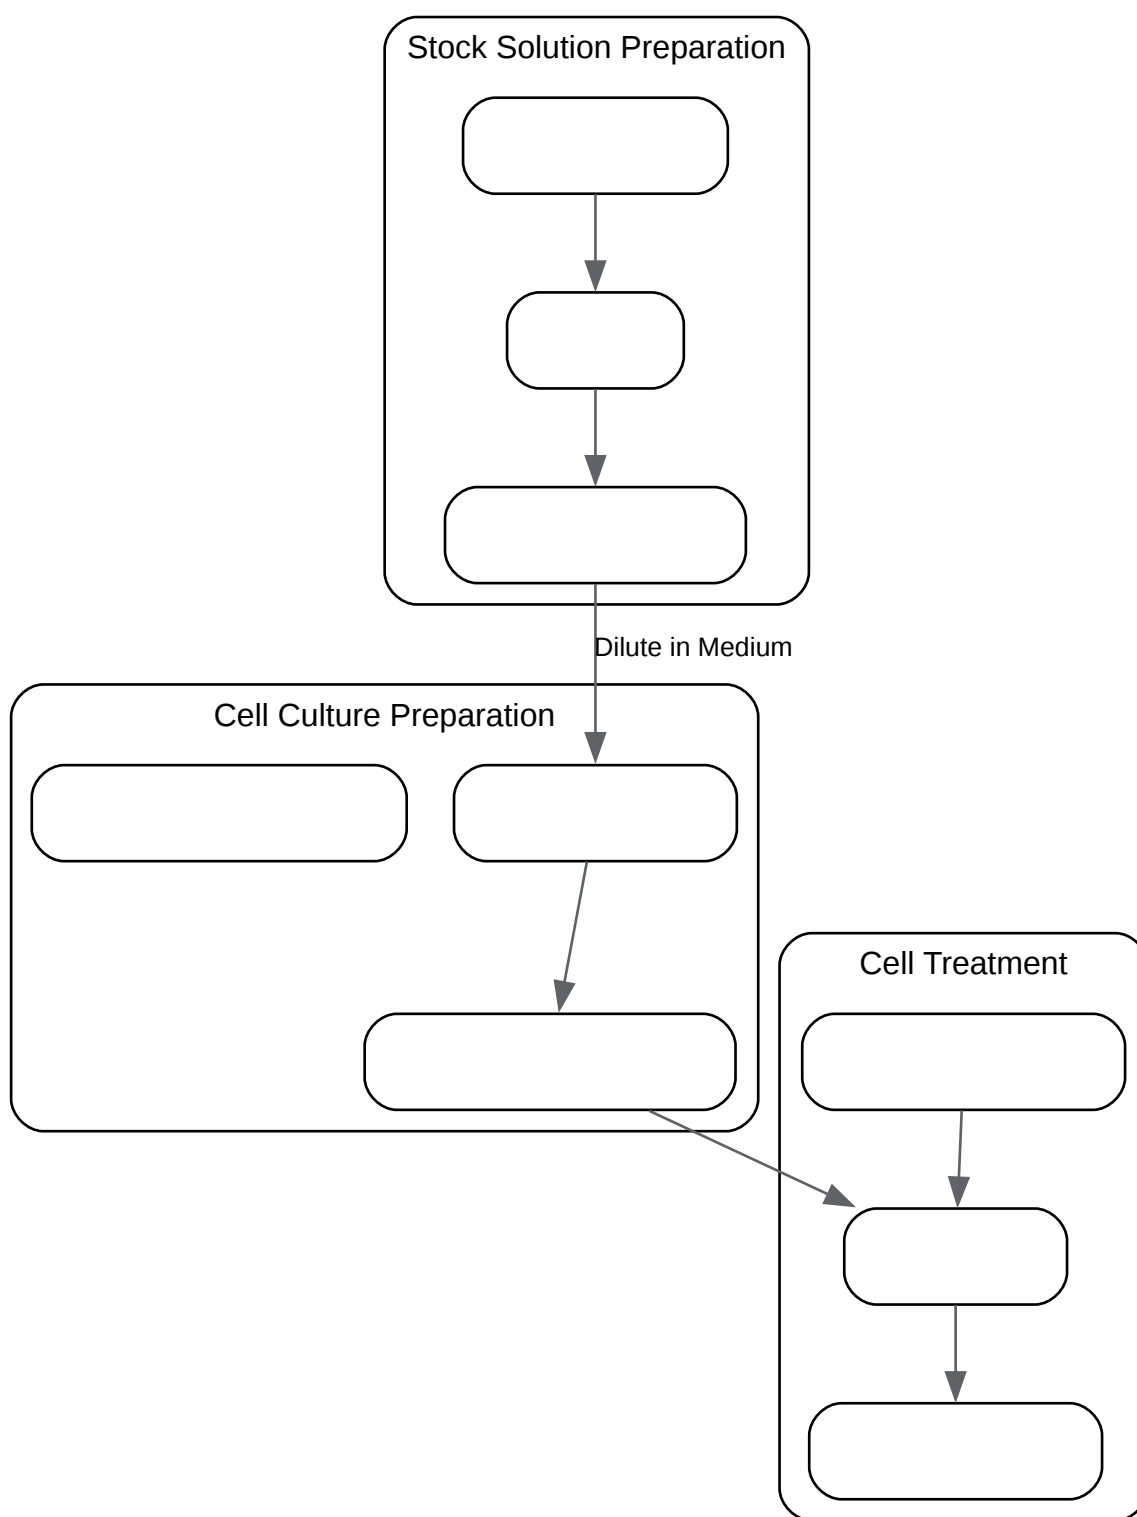 Stock Solution Preparation
Dilute in Medium
Cell Culture Preparation
Cell Treatment